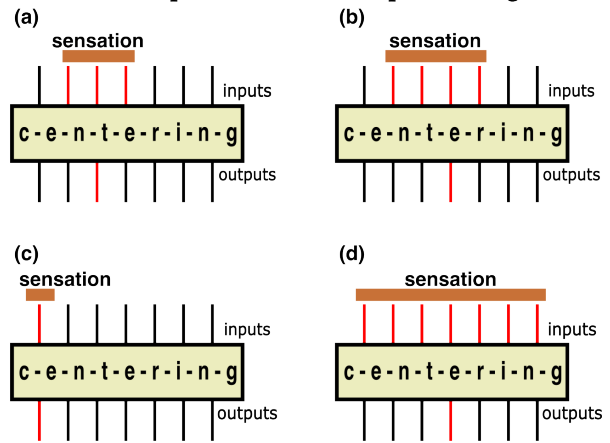 (a)
sensation
inputs
c-e-n-t-e-r-i-n-g
outputs
(b)
sensation
inputs
c-e-n-t-e-r-i-n-g
outputs
(c)
sensation
inputs
c-e-n-t-e-r-i-n-g
outputs
(d)
sensation
inputs
c-e-n-t-e-r-i-n-g
outputs